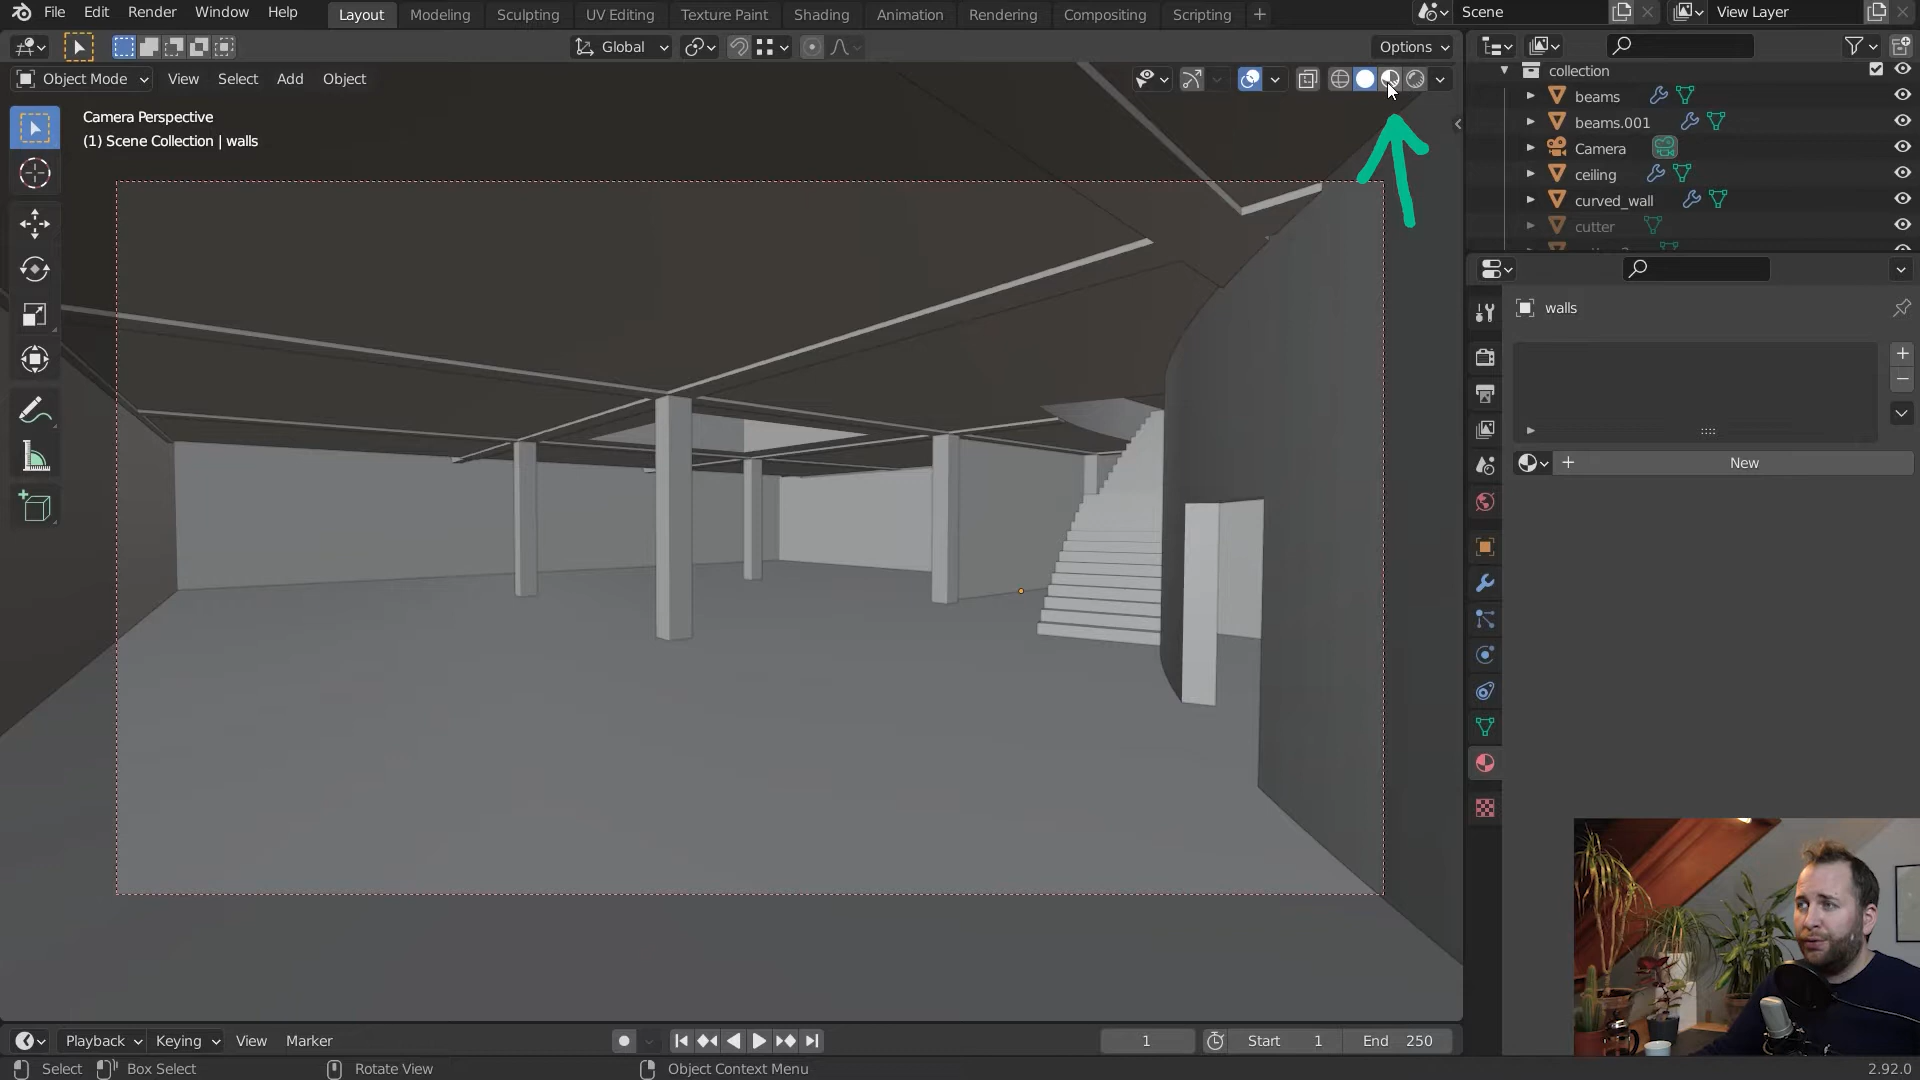 File Edit Render Window Help Layout Modeling Sculpting UV Editing Texture Paint Shading Animation Rendering Compositing Scripting + Scene View Layer
Global Options
Object Mode View Select Add Object
Camera Perspective
(1) Scene Collection | walls
collection
beams
beams.001
Camera
ceiling
curved_wall
cutter
walls
New
Playback Keying View Marker 1 Start 1 End 250
Select Box Select Rotate View Object Context Menu 2.92.0